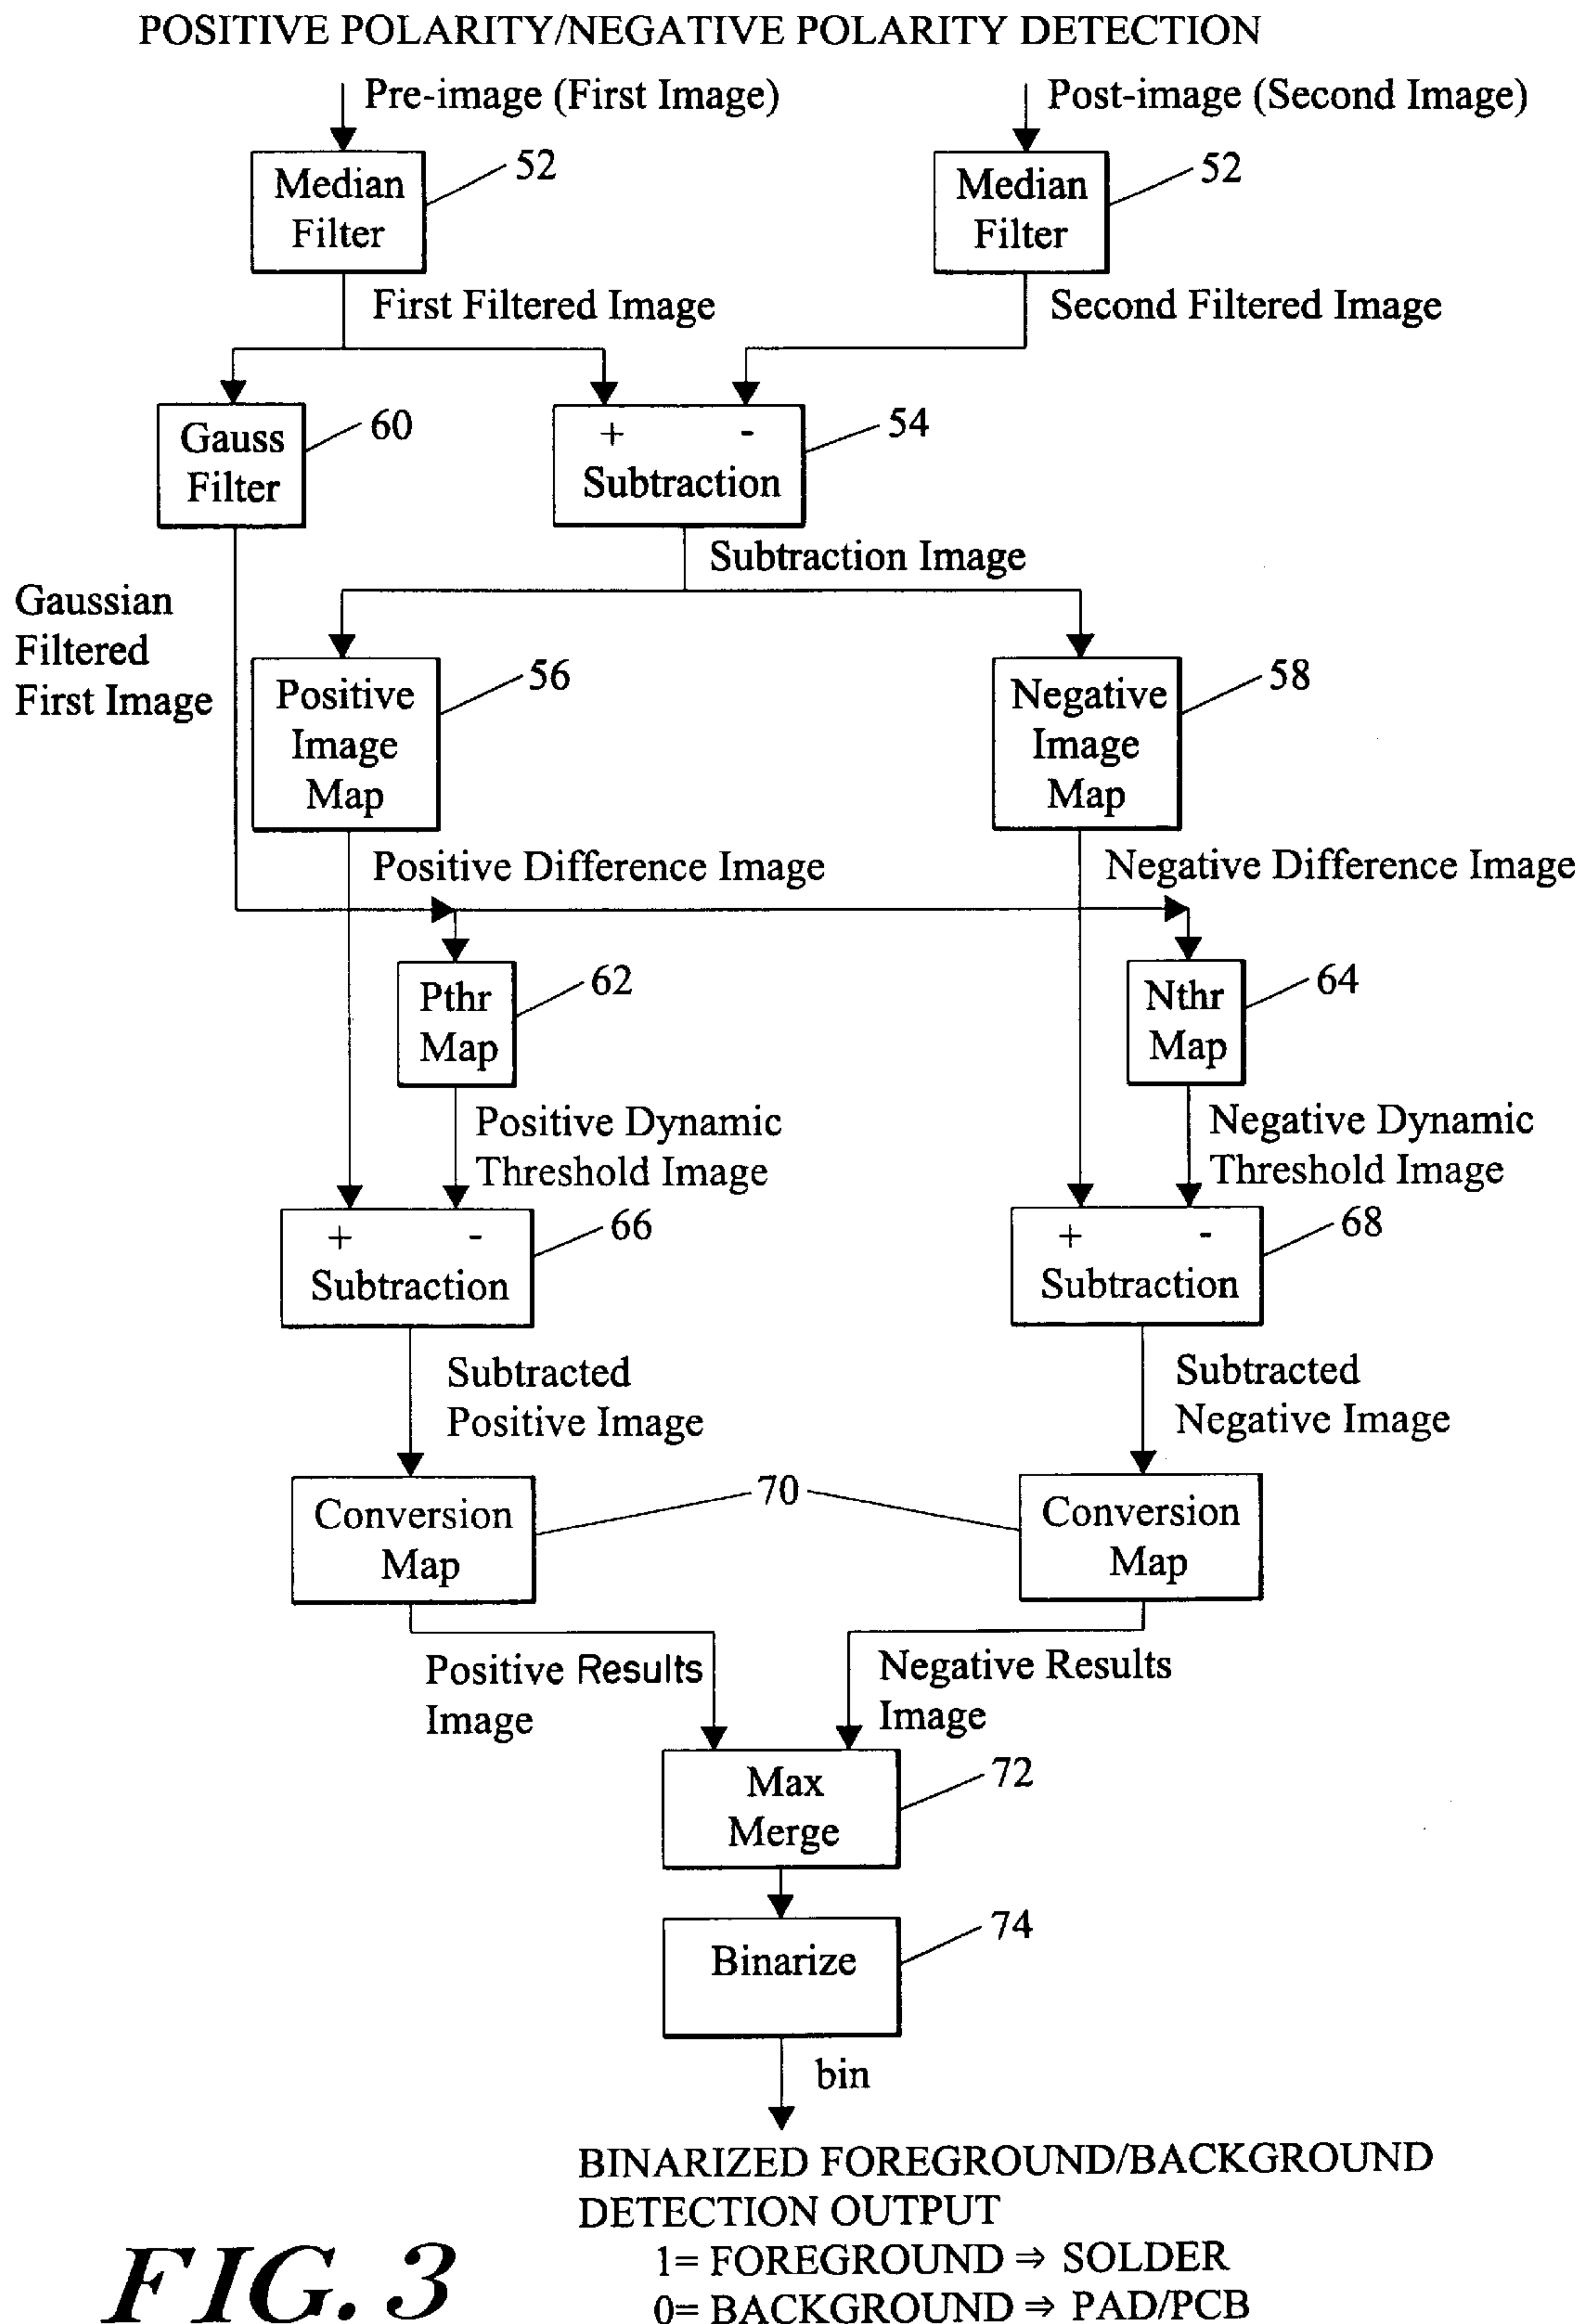 POSITIVE POLARITY/NEGATIVE POLARITY DETECTION
Pre-image (First Image)
Post-image (Second Image)
Median
Filter
52
Median
Filter
52
First Filtered Image
Second Filtered Image
Gauss
Filter
60
+ -
Subtraction
54
Subtraction Image
Gaussian
Filtered
First Image
Positive
Image
Map
56
Negative
Image
Map
58
Positive Difference Image
Negative Difference Image
Pthr
Map
62
Nthr
Map
64
Positive Dynamic
Threshold Image
Negative Dynamic
Threshold Image
+ -
Subtraction
66
+ -
Subtraction
68
Subtracted
Positive Image
Subtracted
Negative Image
Conversion
Map
70
Conversion
Map
Positive Results
Image
Negative Results
Image
Max
Merge
72
Binarize
74
bin
BINARIZED FOREGROUND/BACKGROUND
DETECTION OUTPUT
1= FOREGROUND ⇒ SOLDER
0= BACKGROUND ⇒ PAD/PCB
FIG. 3